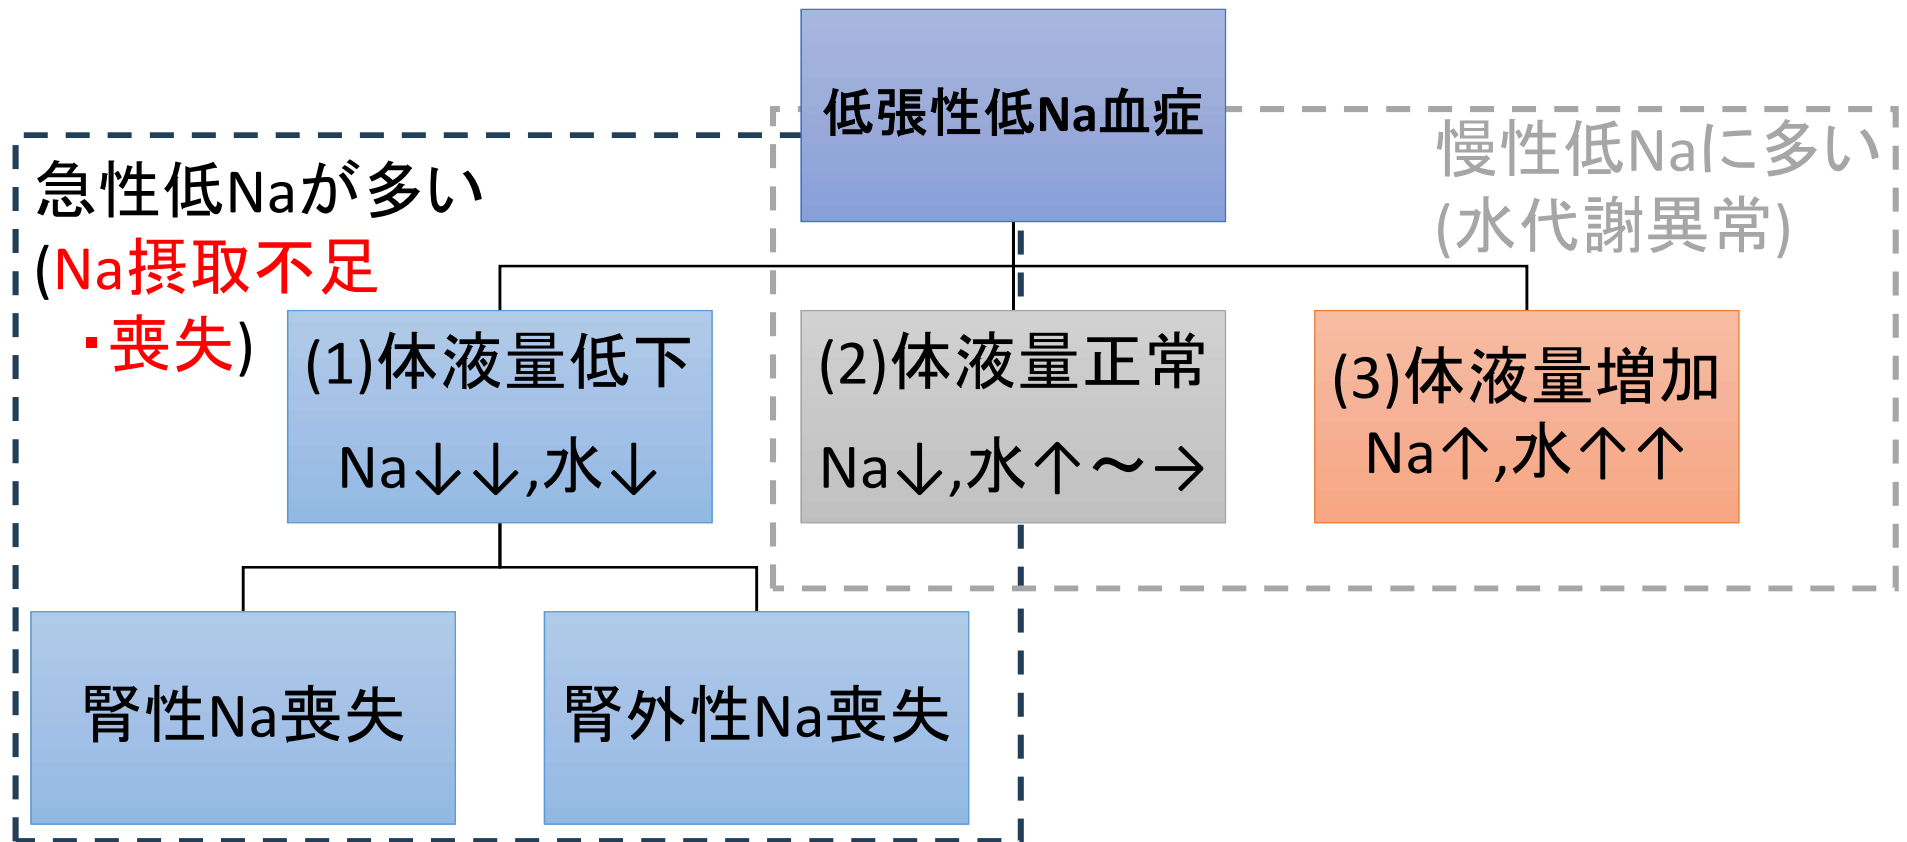 低張性低Na血症
急性低Naが多い
(Na摂取不足
・喪失)
慢性低Naに多い
(水代謝異常)
(1)体液量低下
Na↓↓,水↓
(2)体液量正常
Na↓,水↑~→
(3)体液量増加
Na↑,水↑↑
腎性Na喪失
腎外性Na喪失